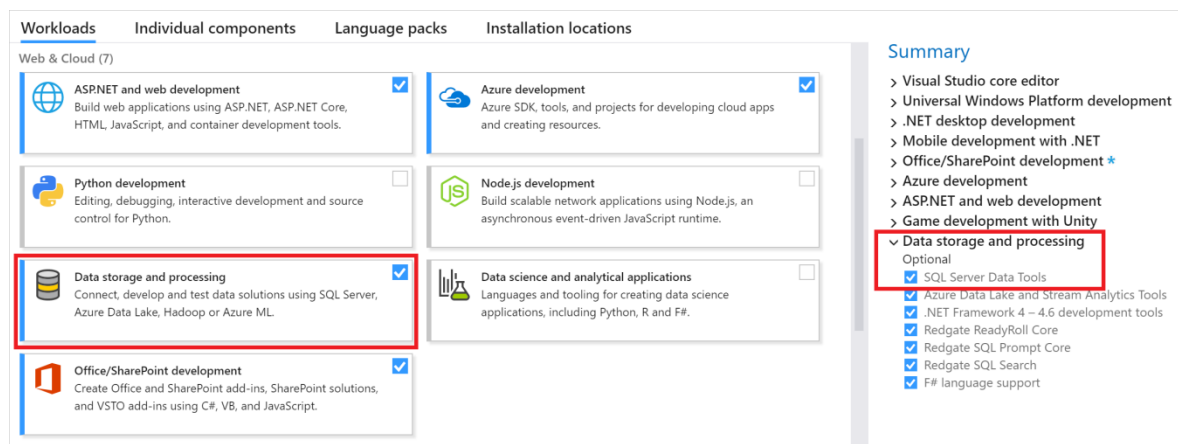 Workloads
Individual components
Language packs
Installation locations
Web & Cloud (7)
ASP.NET and web development
Build web applications using ASP.NET, ASP.NET Core,
HTML, JavaScript, and container development tools.
Azure development
Azure SDK, tools, and projects for developing cloud apps
and creating resources.
Python development
Editing, debugging, interactive development and source
control for Python.
JS
Node.js development
Build scalable network applications using Node.js, an
asynchronous event-driven JavaScript runtime.
Data storage and processing
Connect, develop and test data solutions using SQL Server,
Azure Data Lake, Hadoop or Azure ML.
Data science and analytical applications
Languages and tooling for creating data science
applications, including Python, R and F#.
Office/SharePoint development
Create Office and SharePoint add-ins, SharePoint solutions,
and VSTO add-ins using C#, VB, and JavaScript.
Summary
Visual Studio core editor
Universal Windows Platform development
.NET desktop development
Mobile development with .NET
Office/SharePoint development *
Azure development
ASP.NET and web development
Game development with Unity
Data storage and processing
Optional
SQL Server Data Tools
Azure Data Lake and Stream Analytics Tools
.NET Framework 4 – 4.6 development tools
Redgate ReadyRoll Core
Redgate SQL Prompt Core
Redgate SQL Search
F# language support